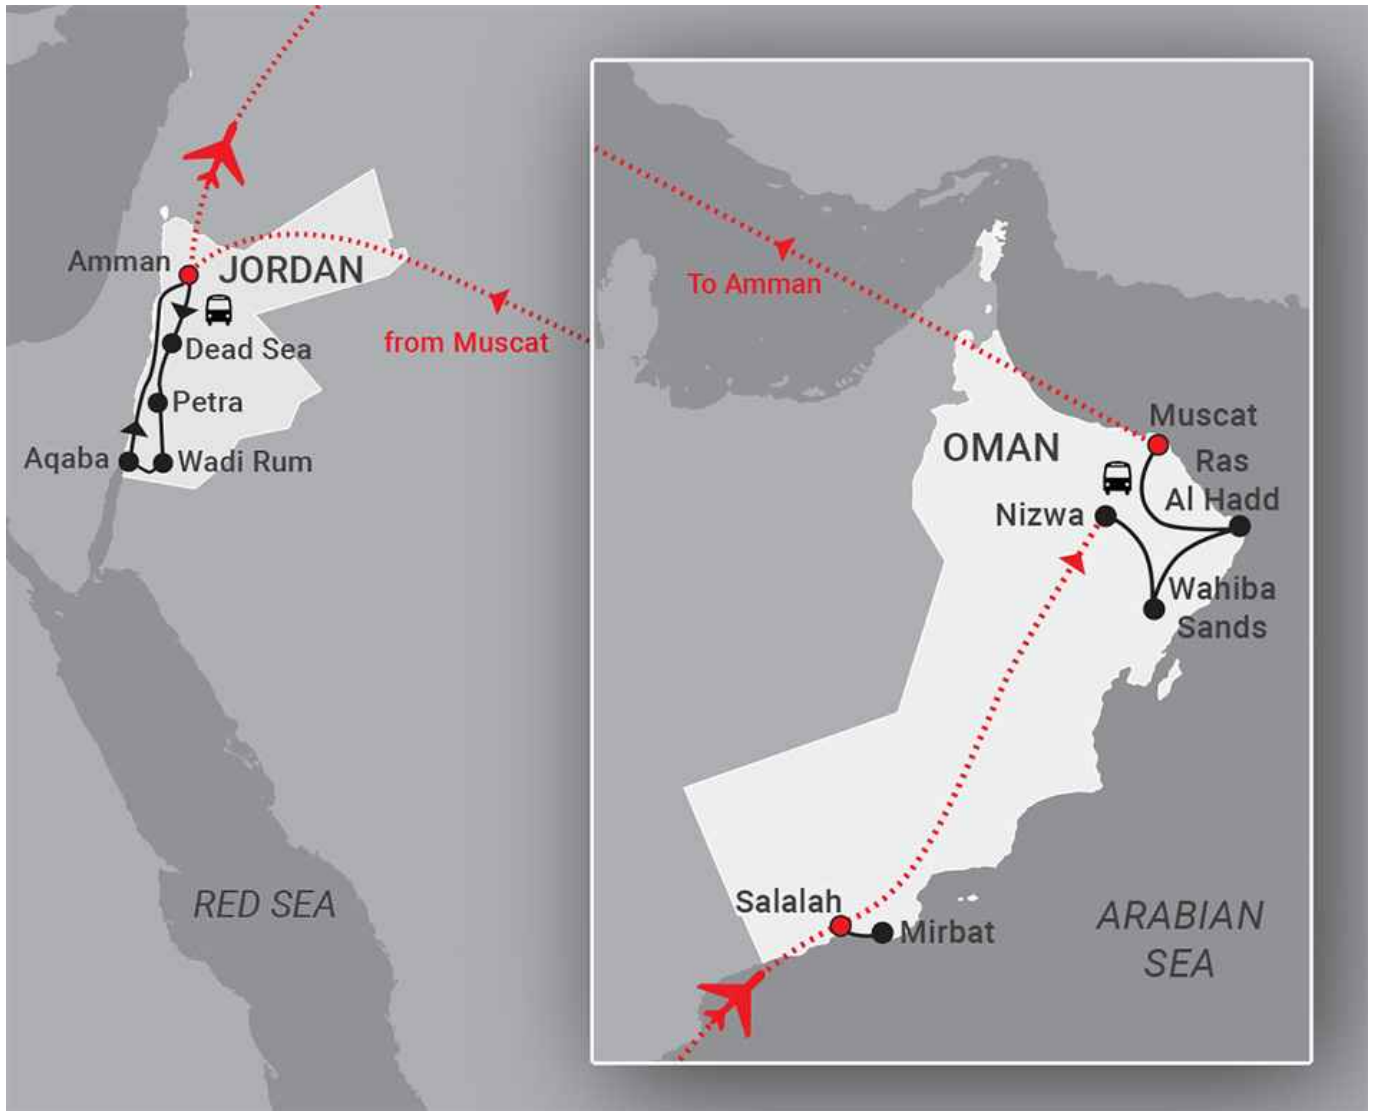 Amman
JORDAN
from Muscat
Dead Sea
Petra
Aqaba
Wadi Rum
RED SEA
To Amman
Muscat
OMAN
Ras
Al Hadd
Nizwa
Wahiba
Sands
Salalah
Mirbat
ARABIAN
SEA